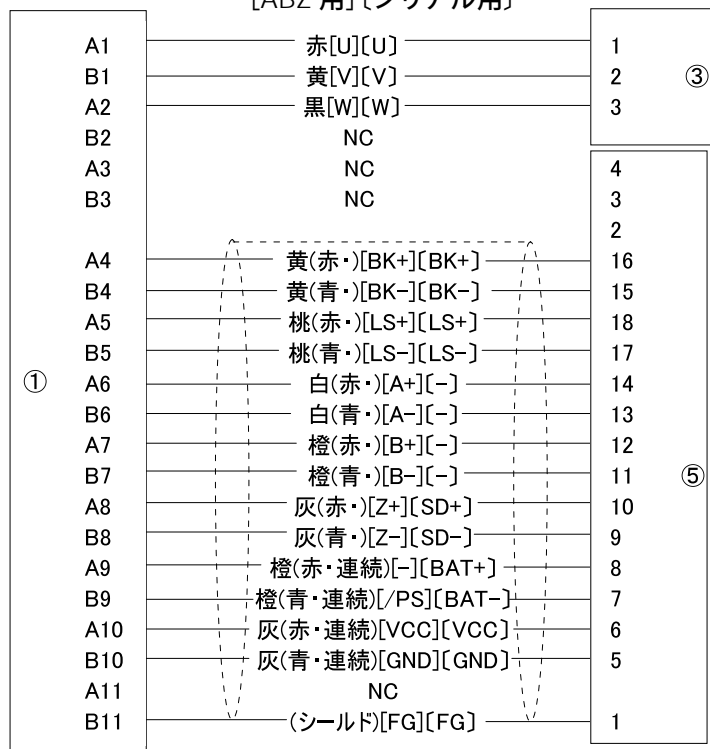 [ABZ 用]〔シリアル用〕
A1 赤[U]〔U〕 1
B1 黄[V]〔V〕 2 ③
A2 黒[W]〔W〕 3
B2 NC
A3 NC 4
B3 NC 3
2
A4 黄(赤・)[BK+]〔BK+〕 16
B4 黄(青・)[BK-]〔BK-〕 15
A5 桃(赤・)[LS+]〔LS+〕 18
B5 桃(青・)[LS-]〔LS-〕 17
① A6 白(赤・)[A+]〔-〕 14
B6 白(青・)[A-]〔-〕 13
A7 橙(赤・)[B+]〔-〕 12
B7 橙(青・)[B-]〔-〕 11 ⑤
A8 灰(赤・)[Z+]〔SD+〕 10
B8 灰(青・)[Z-]〔SD-〕 9
A9 橙(赤・連続)[-]〔BAT+〕 8
B9 橙(青・連続)[/PS]〔BAT-〕 7
A10 灰(赤・連続)[VCC]〔VCC〕 6
B10 灰(青・連続)[GND]〔GND〕 5
A11 NC
B11 (シールド)[FG]〔FG〕 1